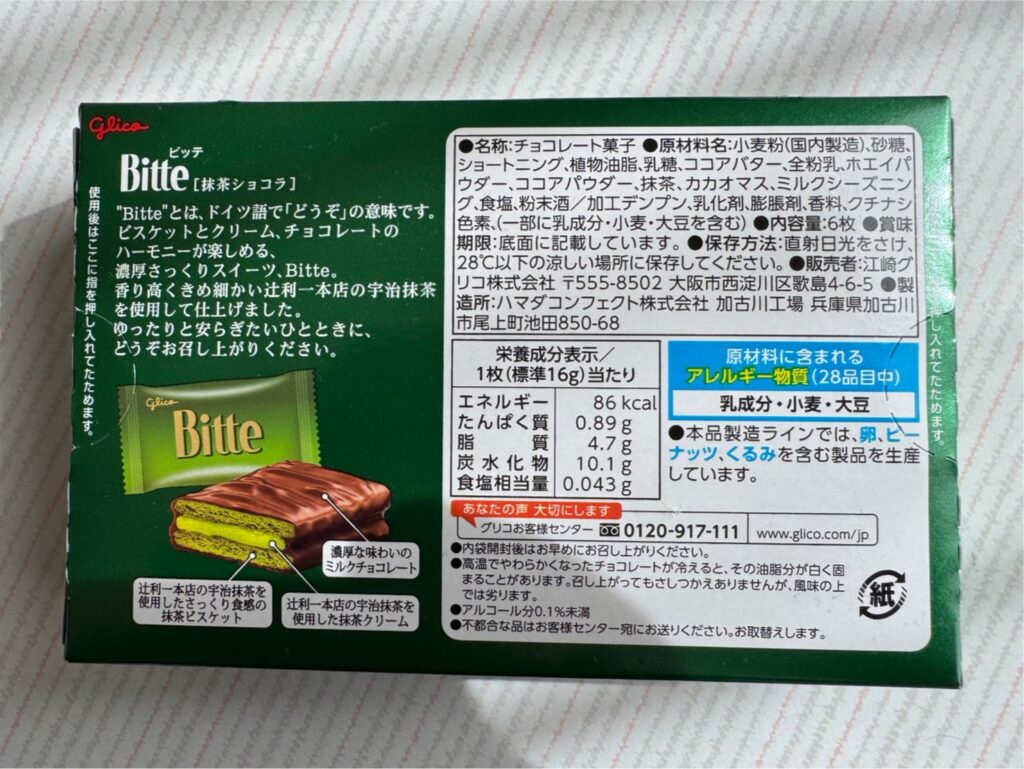 Glico
ビッテ
Bitte [抹茶ショコラ]
"Bitte"とは、ドイツ語で「どうぞ」の意味です。
ビスケットとクリーム、チョコレートの
ハーモニーが楽しめる、
濃厚さっくりスイーツ、Bitte。
香り高くきめ細かい辻利一本店の宇治抹茶
を使用して仕上げました。
ゆったりと安らぎたいひとときに、
どうぞお召し上がりください。
使用後はここに指を押し入れてたためます。
Glico
Bitte
濃厚な味わいの
ミルクチョコレート
辻利一本店の宇治抹茶を
使用したさっくり食感の
抹茶ビスケット
辻利一本店の宇治抹茶を
使用した抹茶クリーム
●名称:チョコレート菓子 ●原材料名:小麦粉(国内製造)、砂糖、
ショートニング、植物油脂、乳糖、ココアバター、全粉乳、ホエイパ
ウダー、ココアパウダー、抹茶、カカオマス、ミルクシーズニン
グ、食塩、粉末酒/加工デンプン、乳化剤、膨脹剤、香料、クチナシ
色素、(一部に乳成分・小麦・大豆を含む) ●内容量:6枚 ●賞味
期限:底面に記載しています。●保存方法:直射日光をさけ、
28℃以下の涼しい場所に保存してください。●販売者:江崎グ
リコ株式会社 〒555-8502 大阪市西淀川区歌島4-6-5 ●製
造所:ハマダコンフェクト株式会社 加古川工場 兵庫県加古川
市尾上町池田850-68
栄養成分表示/
1枚(標準16g)当たり
エネルギー 86 kcal
たんぱく質 0.89 g
脂質 4.7 g
炭水化物 10.1 g
食塩相当量 0.043 g
原材料に含まれる
アレルギー物質(28品目中)
乳成分・小麦・大豆
●本品製造ラインでは、卵、ピー
ナッツ、くるみを含む製品を生産
しています。
あなたの声 大切にします
グリコお客様センター 0120-917-111 www.glico.com/jp
●内袋開封後はお早めにお召し上がりください。
●高温でやわらかくなったチョコレートが冷えると、その油脂分が白く固
まることがあります。召し上がってもさしつかえありませんが、風味の上
では劣ります。
●アルコール分0.1%未満
●不都合な品はお客様センター宛にお送りください。お取替えします。
紙
押し入れてたためます。